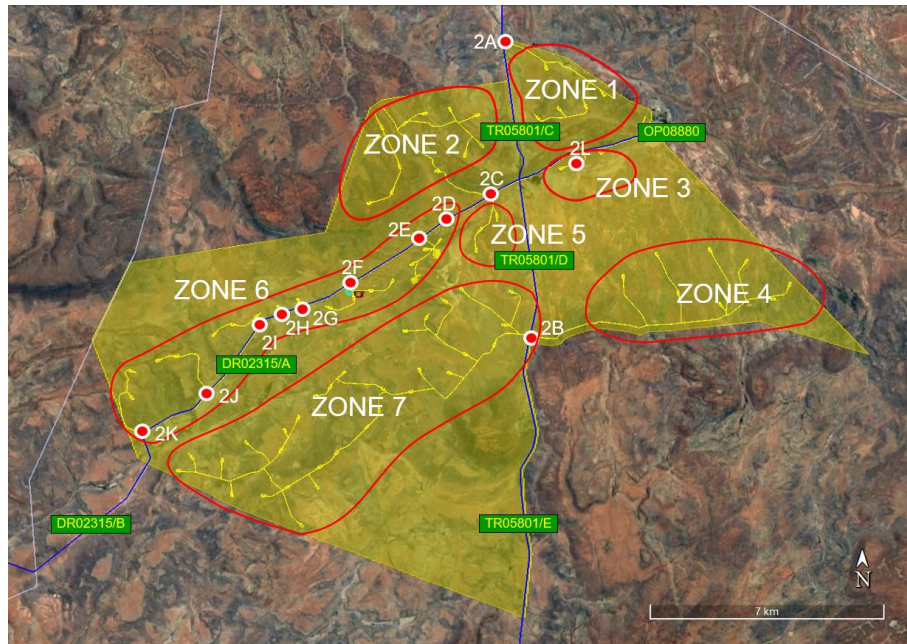 2A
ZONE 1
TR05801/C
OP08880
ZONE 2
2L
ZONE 3
2C
2D
2E
ZONE 5
TR05801/D
2F
ZONE 6
ZONE 4
2G
2H
2I
2B
DR02315/A
2J
ZONE 7
2K
DR02315/B
TR05801/E
N
7 km